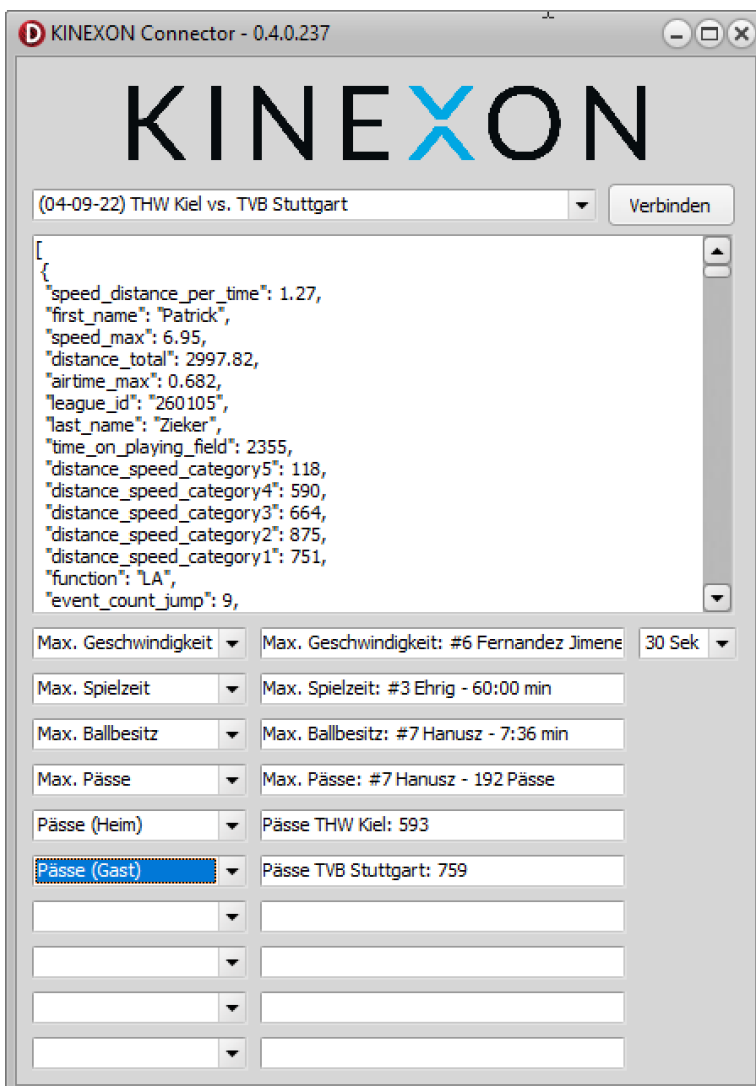 KINEXON Connector - 0.4.0.237
KINEXON
(04-09-22) THW Kiel vs. TVB Stuttgart
Verbinden
[
{
"speed_distance_per_time": 1.27,
"first_name": "Patrick",
"speed_max": 6.95,
"distance_total": 2997.82,
"airtime_max": 0.682,
"league_id": "260105",
"last_name": "Zieker",
"time_on_playing_field": 2355,
"distance_speed_category5": 118,
"distance_speed_category4": 590,
"distance_speed_category3": 664,
"distance_speed_category2": 875,
"distance_speed_category1": 751,
"function": "LA",
"event_count_jump": 9,
Max. Geschwindigkeit Max. Geschwindigkeit: #6 Fernandez Jimene 30 Sek
Max. Spielzeit Max. Spielzeit: #3 Ehrig - 60:00 min
Max. Ballbesitz Max. Ballbesitz: #7 Hanusz - 7:36 min
Max. Pässe Max. Pässe: #7 Hanusz - 192 Pässe
Pässe (Heim) Pässe THW Kiel: 593
Pässe (Gast) Pässe TVB Stuttgart: 759